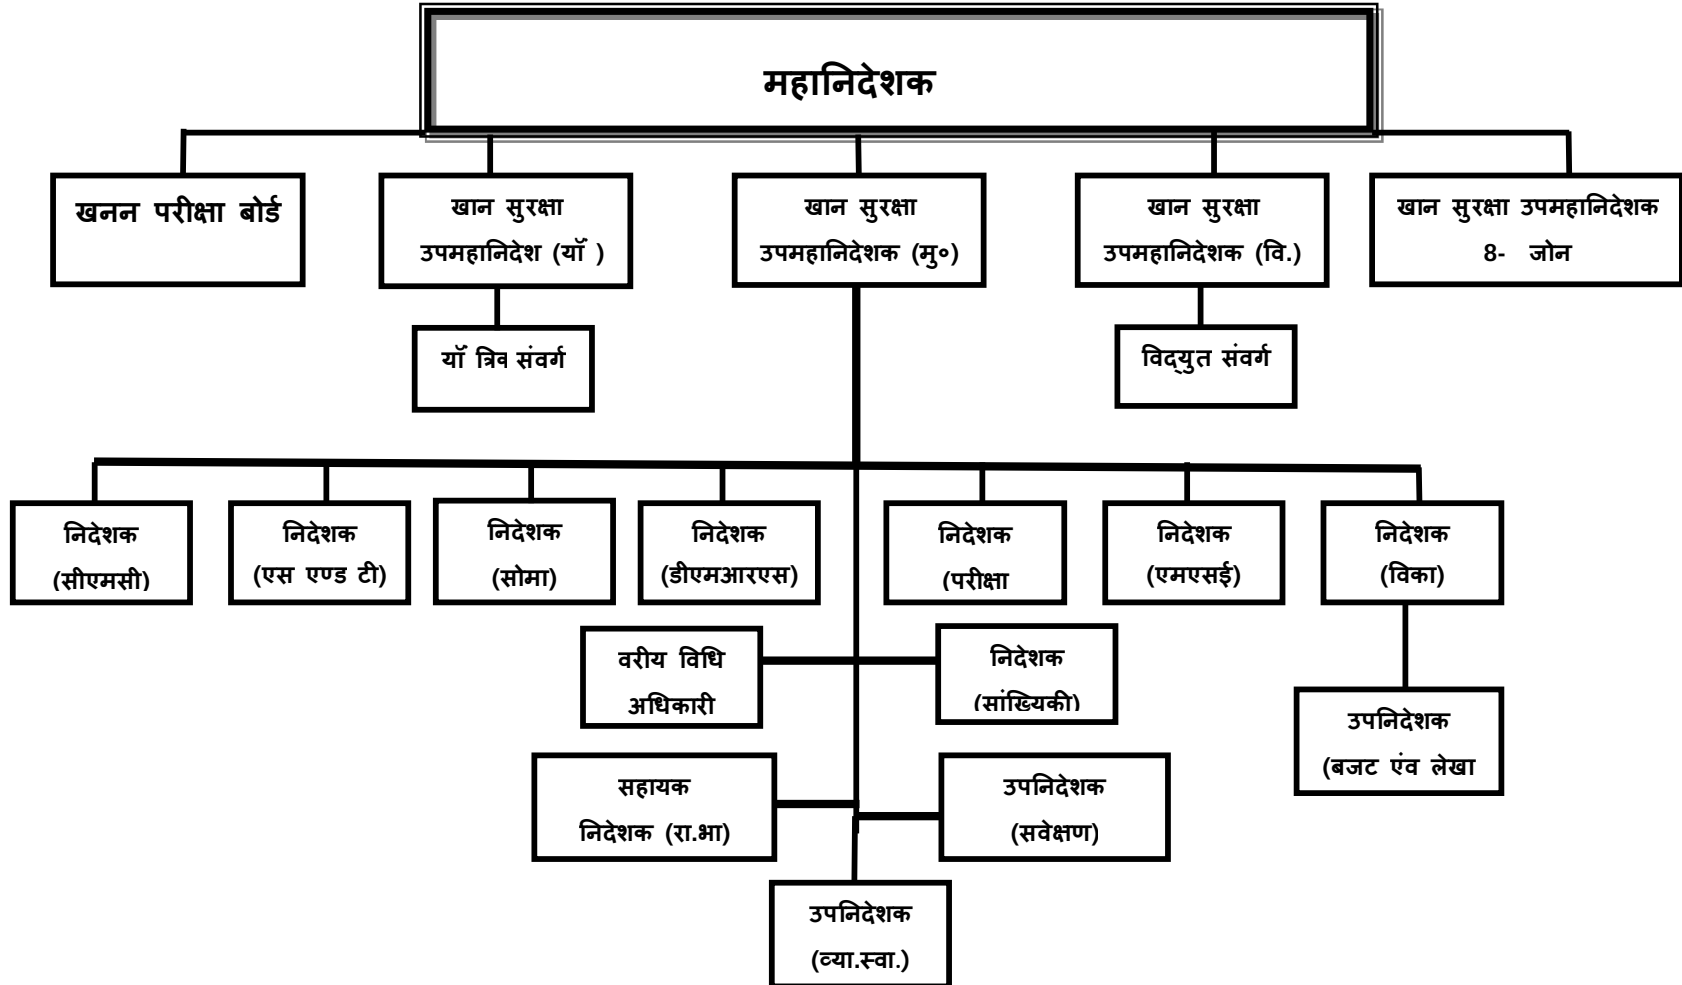 महानिदेशक
खनन परीक्षा बोर्ड
खान सुरक्षा
उपमहानिदेश (यॉ )
खान सुरक्षा
उपमहानिदेशक (मु०)
खान सुरक्षा
उपमहानिदेशक (वि.)
खान सुरक्षा उपमहानिदेशक
8- जोन
यॉ त्रिक संवर्ग
विद्युत संवर्ग
निदेशक
(सीएमसी)
निदेशक
(एस एण्ड टी)
निदेशक
(सोमा)
निदेशक
(डीएमआरएस)
निदेशक
(परीक्षा
निदेशक
(एमएसई)
निदेशक
(विका)
वरीय विधि
अधिकारी
निदेशक
(सांख्यिकी)
उपनिदेशक
(बजट एंव लेखा
सहायक
निदेशक (रा.भा)
उपनिदेशक
(सवेक्षण)
उपनिदेशक
(व्या.स्वा.)